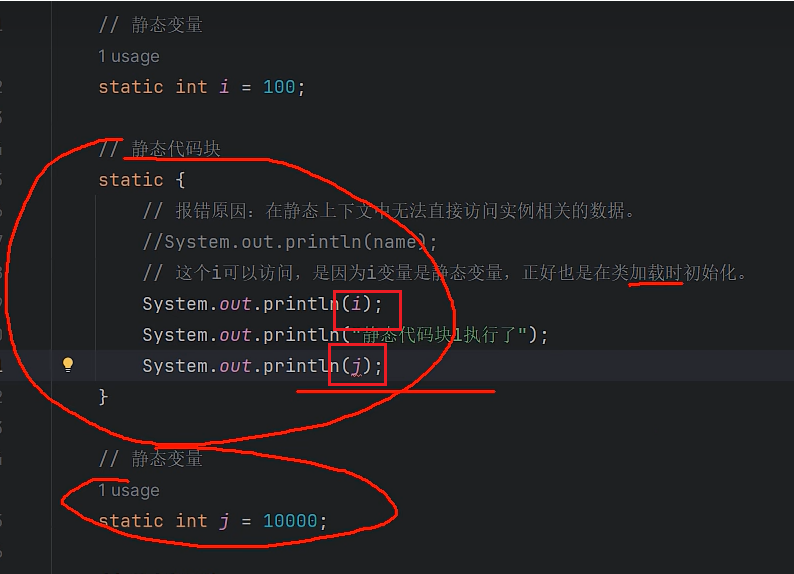 // 静态变量
1 usage
static int i = 100;
// 静态代码块
static {
// 报错原因：在静态上下文中无法直接访问实例相关的数据。
//System.out.println(name);
// 这个i可以访问，是因为i变量是静态变量，正好也是在类加载时初始化。
System.out.println(i);
System.out.println("静态代码块1执行了");
System.out.println(j);
}
// 静态变量
1 usage
static int j = 10000;